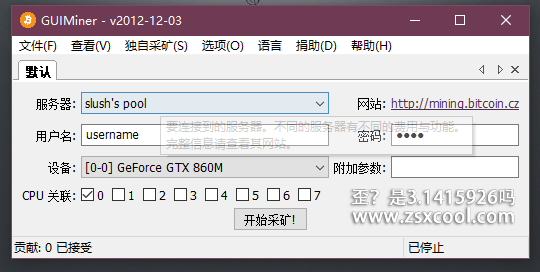 GUIMiner - v2012-12-03
文件(F) 查看(V) 独自采矿(S) 选项(O) 语言 捐助(D) 帮助(H)
默认
服务器: slush's pool 网站: http://mining.bitcoin.cz
要连接到的服务器。不同的服务器有不同的费用与功能。
完整信息请查看其网站。
用户名: username 密码: ●●●●
设备: [0-0] GeForce GTX 860M 附加参数:
CPU 关联: 0 1 2 3 4 5 6 7
歪？是3.1415926吗
www.zsxcool.com
开始采矿!
贡献: 0 已接受 已停止